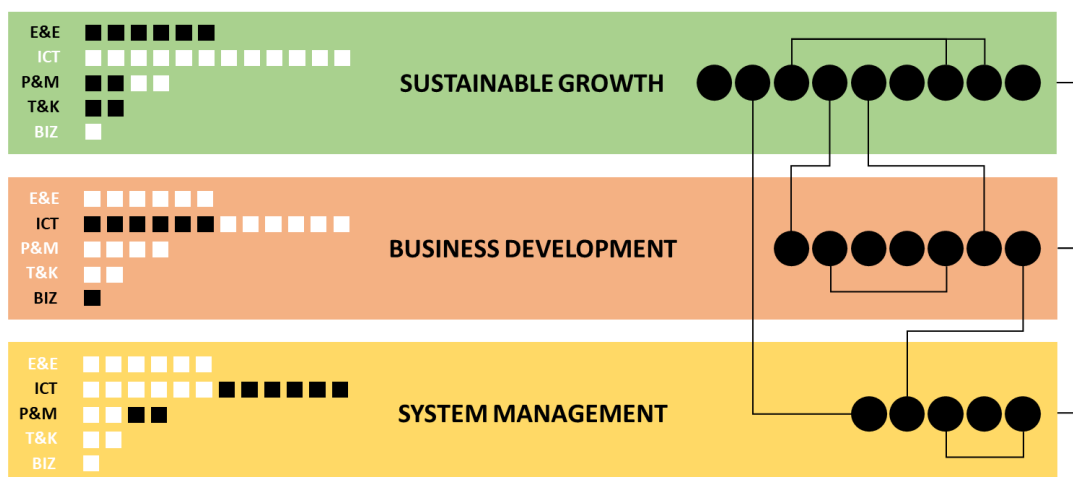 E&E
ICT
P&M
T&K
BIZ
SUSTAINABLE GROWTH
E&E
ICT
P&M
T&K
BIZ
BUSINESS DEVELOPMENT
E&E
ICT
P&M
T&K
BIZ
SYSTEM MANAGEMENT